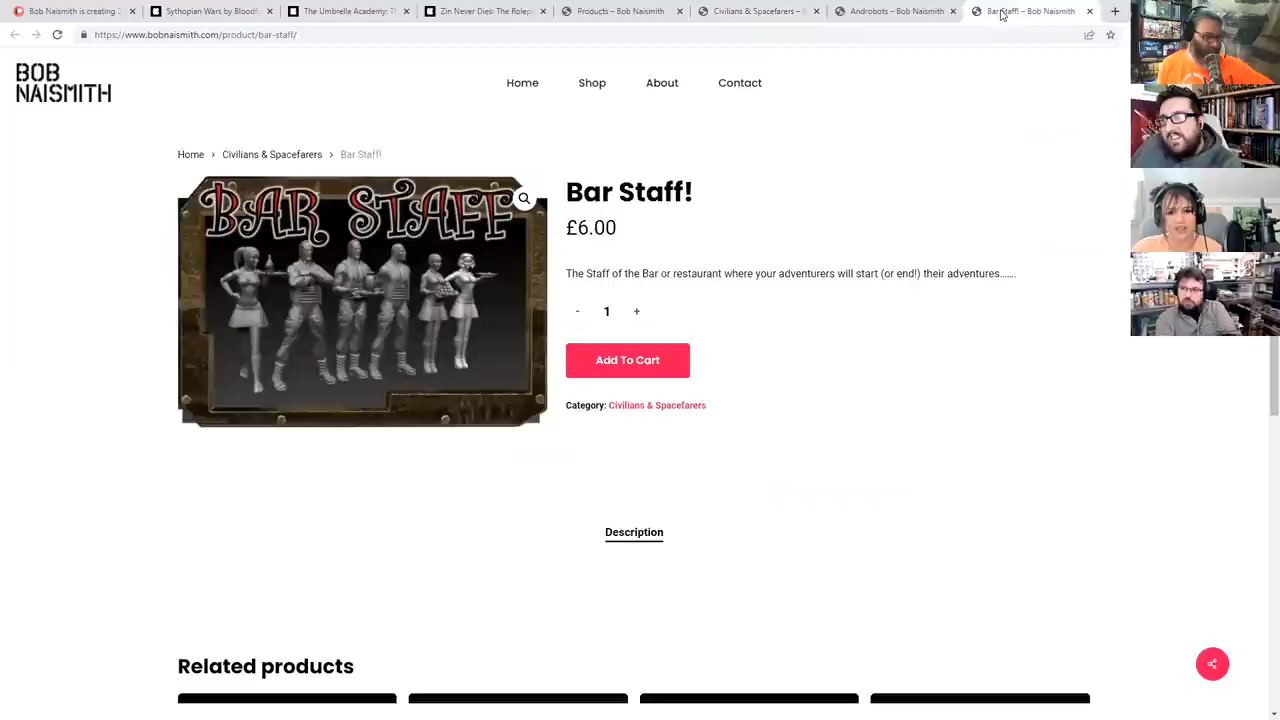 Bob Naismith is creating 2
Sythopian Wars by Bloodf
The Umbrella Academy: T
Zin Never Dies: The Rolep
Products – Bob Naismith
Civilians & Spacefarers –
Androbots – Bob Naismith
Bar Staff! – Bob Naismith
https://www.bobnaismith.com/product/bar-staff/
BOB
NAISMITH
Home
Shop
About
Contact
Home › Civilians & Spacefarers › Bar Staff!
BAR STAFF
Bar Staff!
£6.00
The Staff of the Bar or restaurant where your adventurers will start (or end!) their adventures…….
- 1 +
Add To Cart
Category: Civilians & Spacefarers
Description
Related products